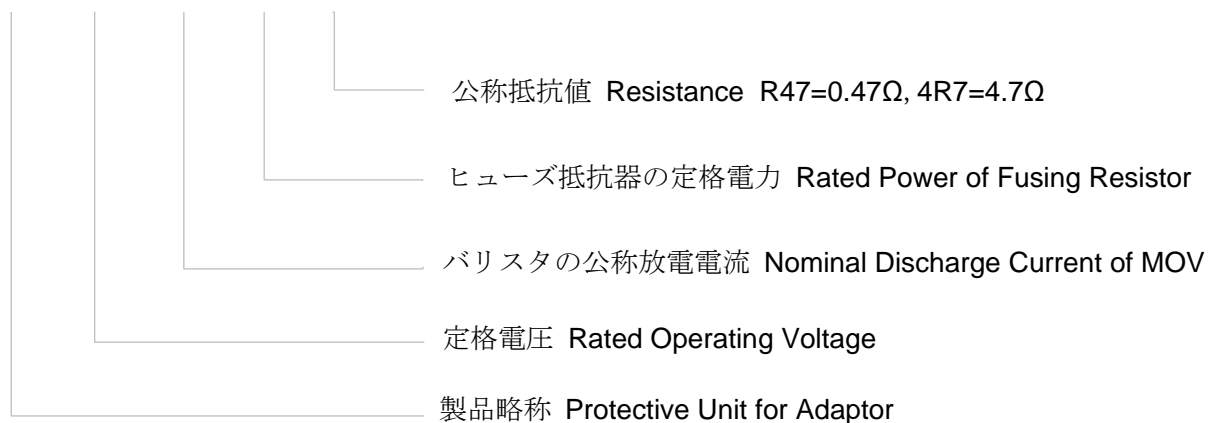 公称抵抗値 Resistance R47=0.47Ω, 4R7=4.7Ω
ヒューズ抵抗器の定格電力 Rated Power of Fusing Resistor
バリスタの公称放電電流 Nominal Discharge Current of MOV
定格電圧 Rated Operating Voltage
製品略称 Protective Unit for Adaptor